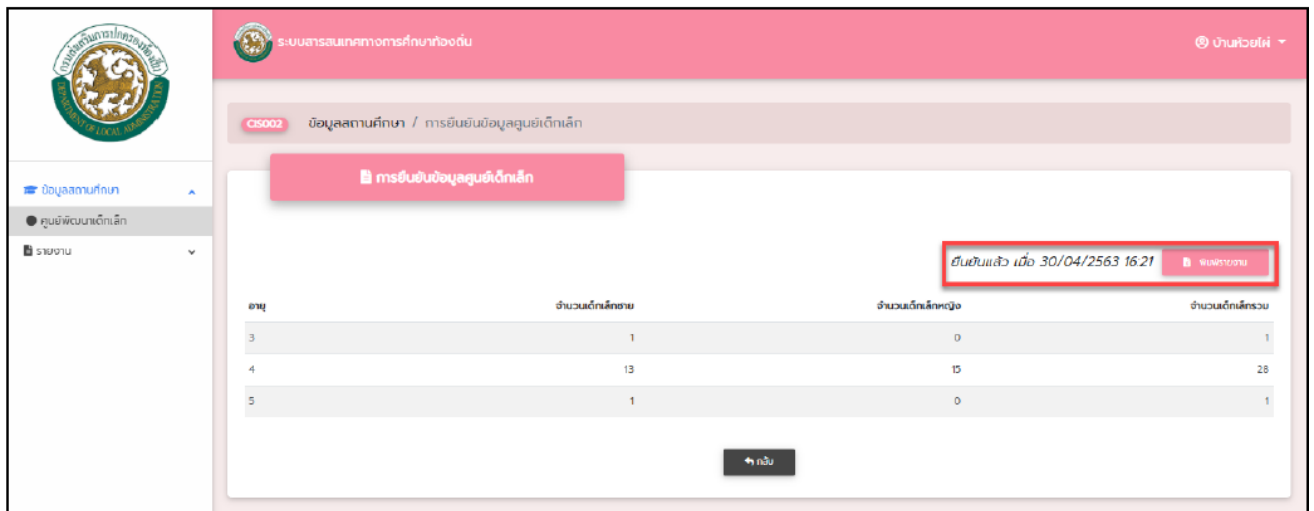 ระบบสารสนเทศทางการศึกษาท้องถิ่น
บ้านห้วยไผ่
CIS002 ข้อมูลสถานศึกษา / การยืนยันข้อมูลศูนย์เด็กเล็ก
การยืนยันข้อมูลศูนย์เด็กเล็ก
ข้อมูลสถานศึกษา
ศูนย์พัฒนาเด็กเล็ก
รายงาน
ยืนยันแล้ว เมื่อ 30/04/2563 16:21 พิมพ์รายงาน
อายุ จำนวนเด็กเล็กชาย จำนวนเด็กเล็กหญิง จำนวนเด็กเล็กรวม
3 1 0 1
4 13 15 28
5 1 0 1
กลับ